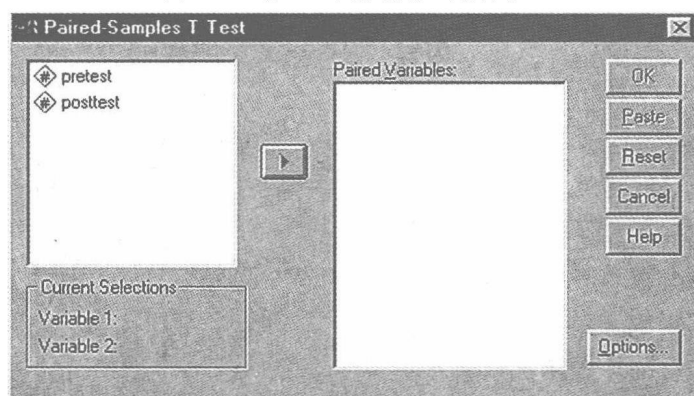 Paired-Samples T Test
pretest
posttest
Current Selections
Variable 1:
Variable 2:
Paired Variables:
OK
Paste
Reset
Cancel
Help
Options...